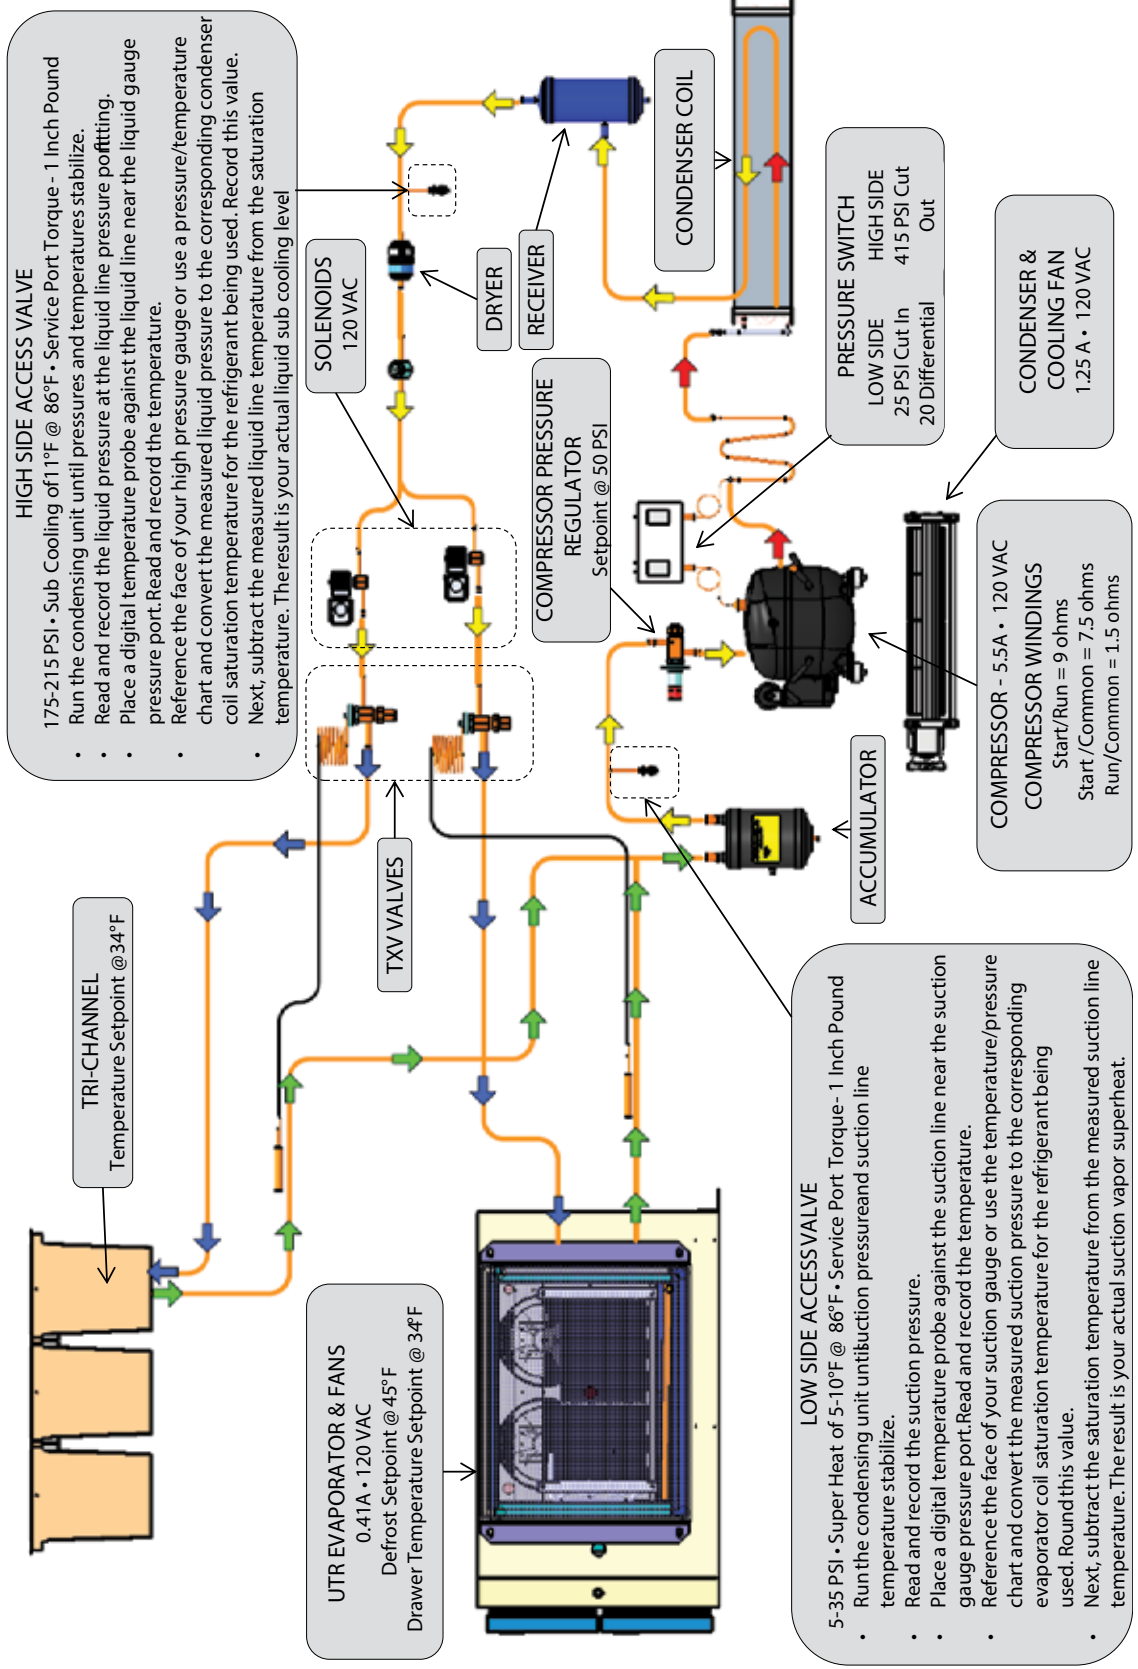 HIGH SIDE ACCESS VALVE
175-215 PSI • Sub Cooling of 11°F @ 86°F • Service Port Torque - 1 Inch Pound
• Run the condensing unit until pressures and temperatures stabilize.
• Read and record the liquid pressure at the liquid line pressure
• Place a digital temperature probe against the liquid line near the liquid gauge
pressure port. Read and record the temperature.
• Reference the face of your high pressure gauge or use a pressure/temperature
chart and convert the measured liquid pressure to the corresponding condenser
coil saturation temperature for the refrigerant being used. Record this value.
• Next, subtract the measured liquid line temperature from the saturation
temperature. The result is your actual liquid sub cooling level
SOLENOIDS
120 VAC
DRYER
RECEIVER
CONDENSER COIL
TRI-CHANNEL
Temperature Setpoint @34°F
TXV VALVES
COMPRESSOR PRESSURE
REGULATOR
Setpoint @ 50 PSI
PRESSURE SWITCH
LOW SIDE HIGH SIDE
25 PSI Cut In 415 PSI Cut
20 Differential Out
UTR EVAPORATOR & FANS
0.41A • 120 VAC
Defrost Setpoint @ 45°F
Drawer Temperature Setpoint @ 34°F
ACCUMULATOR
COMPRESSOR - 5.5A • 120 VAC
COMPRESSOR WINDINGS
Start/Run = 9 ohms
Start /Common = 7.5 ohms
Run/Common = 1.5 ohms
CONDENSER &
COOLING FAN
1.25 A • 120 VAC
LOW SIDE ACCESS VALVE
5-35 PSI • Super Heat of 5-10°F @ 86°F • Service Port Torque - 1 Inch Pound
• Run the condensing unit until suction pressure and suction line
temperature stabilize.
• Read and record the suction pressure.
• Place a digital temperature probe against the suction line near the suction
gauge pressure port. Read and record the temperature.
• Reference the face of your suction gauge or use the temperature/pressure
chart and convert the measured suction pressure to the corresponding
evaporator coil saturation temperature for the refrigerant being
used. Round this value.
• Next, subtract the saturation temperature from the measured suction line
temperature. The result is your actual suction vapor superheat.